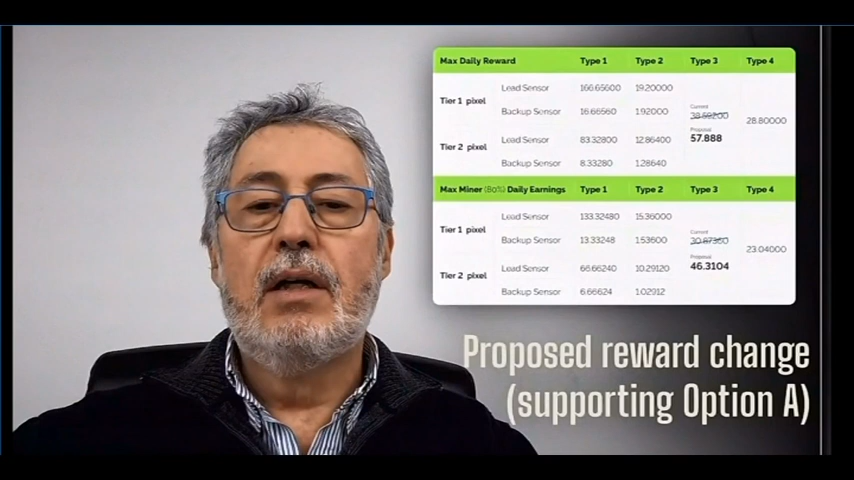 Max Daily Reward Type 1 Type 2 Type 3 Type 4
Lead Sensor 166.65600 19.20000
Tier 1 pixel
Backup Sensor 16.66560 1.92000
Current
38.59200
28.80000
Proposal
57.888
Lead Sensor 83.32800 12.86400
Tier 2 pixel
Backup Sensor 8.33280 1.28640
Max Miner (80%) Daily Earnings Type 1 Type 2 Type 3 Type 4
Lead Sensor 133.32480 15.36000
Tier 1 pixel
Backup Sensor 13.33248 1.53600
Current
30.87360
23.04000
Proposal
46.3104
Lead Sensor 66.66240 10.29120
Tier 2 pixel
Backup Sensor 6.66624 1.02912
Proposed reward change
(supporting Option A)